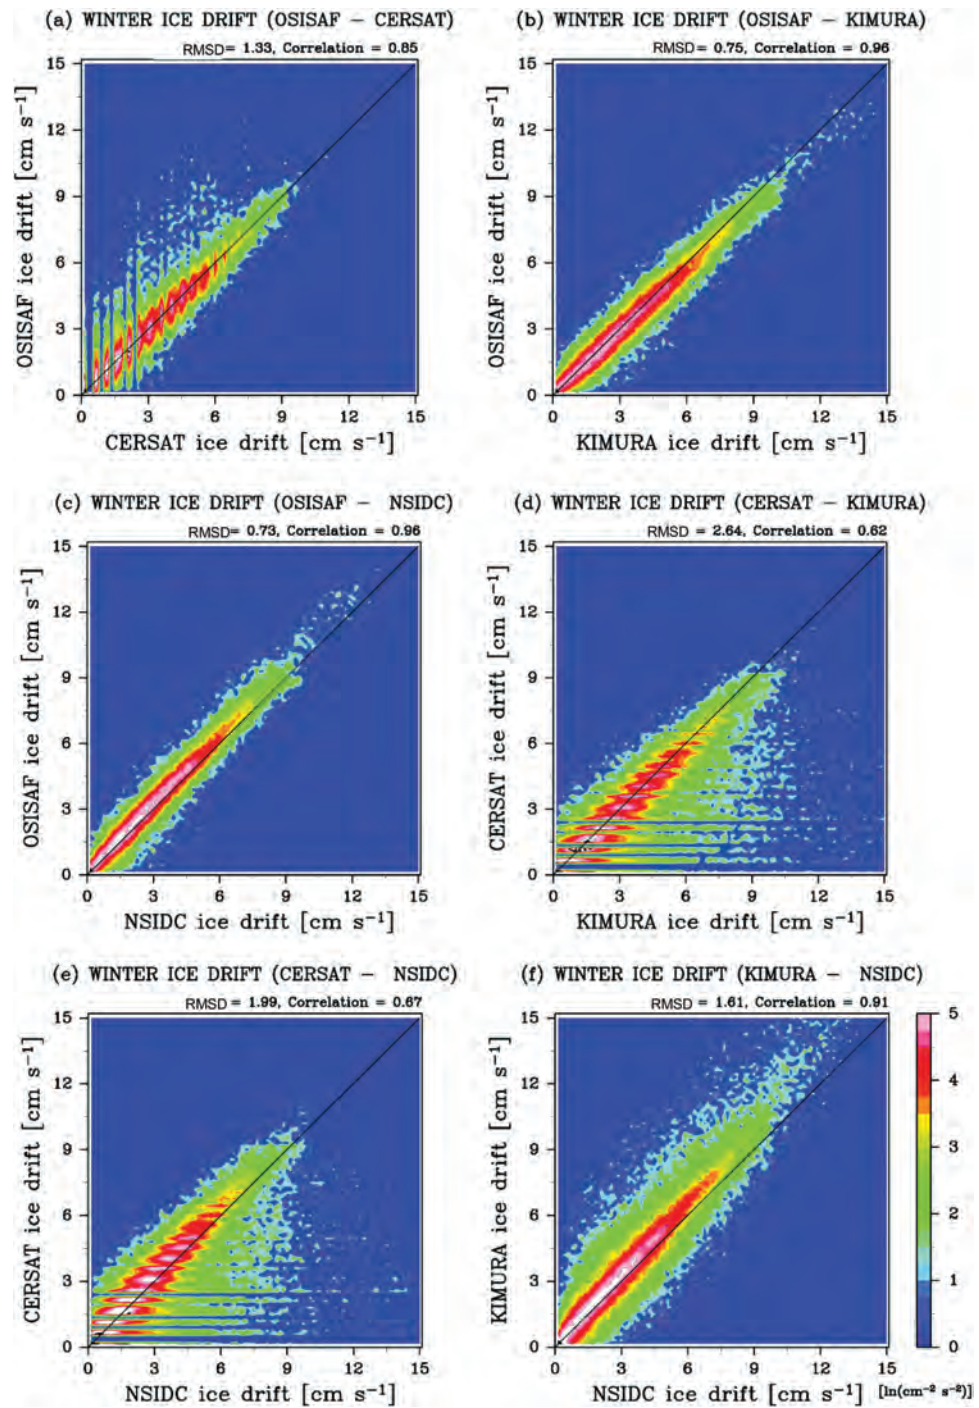 (a) WINTER ICE DRIFT (OSISAF − CERSAT)
RMSD= 1.33, Correlation = 0.85
15
12
9
6
3
0
OSISAF ice drift [cm s−1]
0 3 6 9 12 15
CERSAT ice drift [cm s−1]
(b) WINTER ICE DRIFT (OSISAF − KIMURA)
RMSD= 0.75, Correlation = 0.96
15
12
9
6
3
0
OSISAF ice drift [cm s−1]
0 3 6 9 12 15
KIMURA ice drift [cm s−1]
(c) WINTER ICE DRIFT (OSISAF − NSIDC)
RMSD= 0.73, Correlation = 0.96
15
12
9
6
3
0
OSISAF ice drift [cm s−1]
0 3 6 9 12 15
NSIDC ice drift [cm s−1]
(d) WINTER ICE DRIFT (CERSAT − KIMURA)
RMSD = 2.64, Correlation = 0.62
15
12
9
6
3
0
CERSAT ice drift [cm s−1]
0 3 6 9 12 15
KIMURA ice drift [cm s−1]
(e) WINTER ICE DRIFT (CERSAT − NSIDC)
RMSD = 1.99, Correlation = 0.67
15
12
9
6
3
0
CERSAT ice drift [cm s−1]
0 3 6 9 12 15
NSIDC ice drift [cm s−1]
(f) WINTER ICE DRIFT (KIMURA − NSIDC)
RMSD = 1.61, Correlation = 0.91
15
12
9
6
3
0
KIMURA ice drift [cm s−1]
0 3 6 9 12 15
NSIDC ice drift [cm s−1]
5
4
3
2
1
0
[ln(cm−2 s−2)]